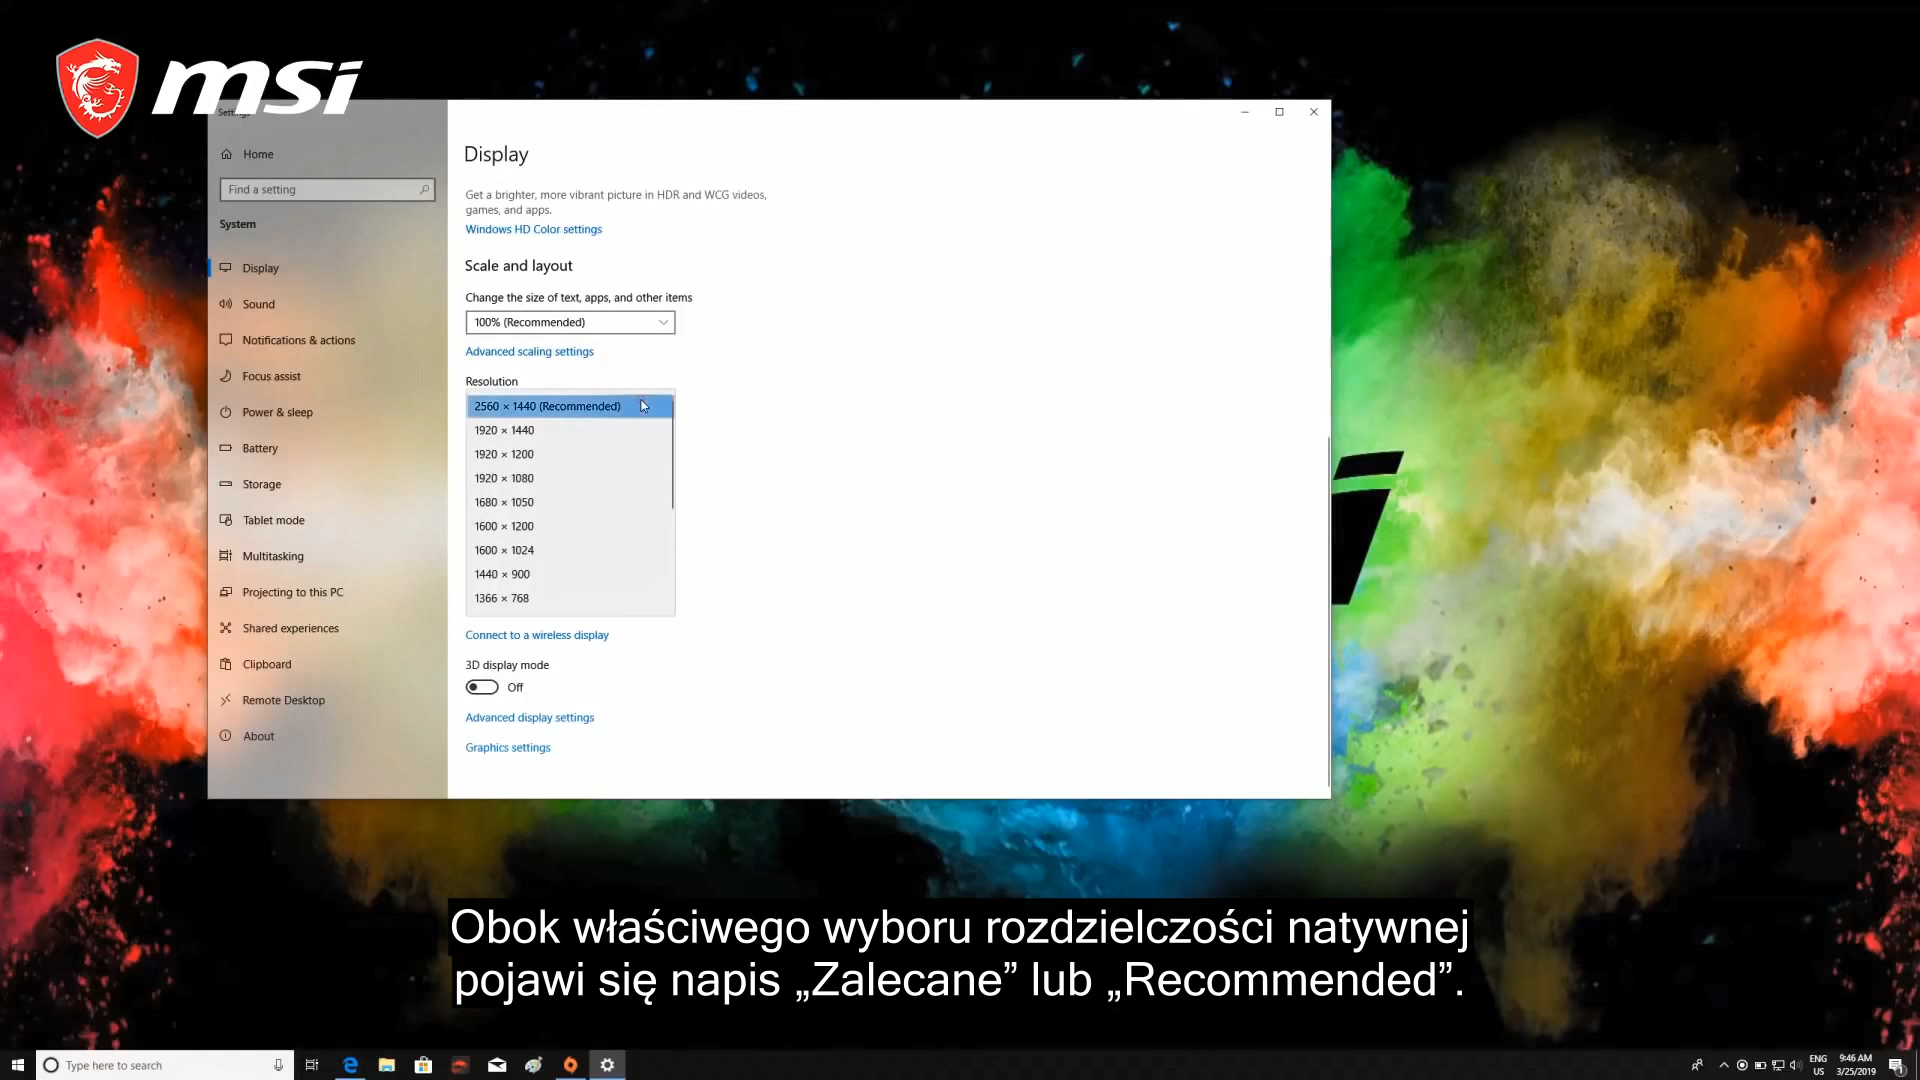 msi
Settings
Home
Find a setting
System
Display
Sound
Notifications & actions
Focus assist
Power & sleep
Battery
Storage
Tablet mode
Multitasking
Projecting to this PC
Shared experiences
Clipboard
Remote Desktop
About
Display
Get a brighter, more vibrant picture in HDR and WCG videos,
games, and apps.
Windows HD Color settings
Scale and layout
Change the size of text, apps, and other items
100% (Recommended)
Advanced scaling settings
Resolution
2560 × 1440 (Recommended)
1920 × 1440
1920 × 1200
1920 × 1080
1680 × 1050
1600 × 1200
1600 × 1024
1440 × 900
1366 × 768
Connect to a wireless display
3D display mode
Off
Advanced display settings
Graphics settings
Obok właściwego wyboru rozdzielczości natywnej
pojawi się napis „Zalecane” lub „Recommended”.
Type here to search
ENG
US
9:46 AM
3/25/2019